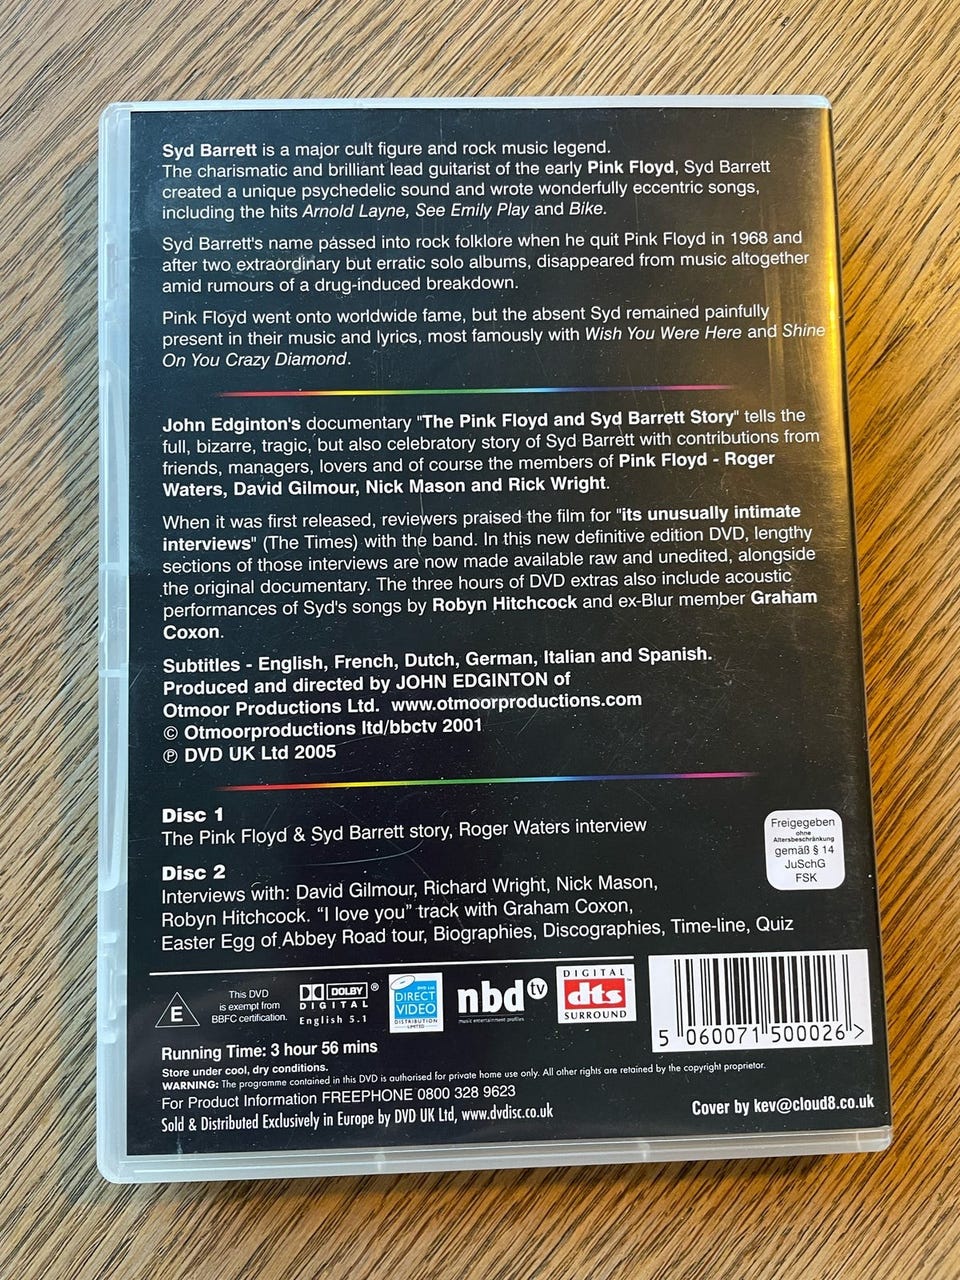 Syd Barrett is a major cult figure and rock music legend.
The charismatic and brilliant lead guitarist of the early Pink Floyd, Syd Barrett
created a unique psychedelic sound and wrote wonderfully eccentric songs,
including the hits Arnold Layne, See Emily Play and Bike.
Syd Barrett's name passed into rock folklore when he quit Pink Floyd in 1968 and
after two extraordinary but erratic solo albums, disappeared from music altogether
amid rumours of a drug-induced breakdown.
Pink Floyd went onto worldwide fame, but the absent Syd remained painfully
present in their music and lyrics, most famously with Wish You Were Here and Shine
On You Crazy Diamond.
John Edginton's documentary "The Pink Floyd and Syd Barrett Story" tells the
full, bizarre, tragic, but also celebratory story of Syd Barrett with contributions from
friends, managers, lovers and of course the members of Pink Floyd - Roger
Waters, David Gilmour, Nick Mason and Rick Wright.
When it was first released, reviewers praised the film for "its unusually intimate
interviews" (The Times) with the band. In this new definitive edition DVD, lengthy
sections of those interviews are now made available raw and unedited, alongside
the original documentary. The three hours of DVD extras also include acoustic
performances of Syd's songs by Robyn Hitchcock and ex-Blur member Graham
Coxon.
Subtitles - English, French, Dutch, German, Italian and Spanish.
Produced and directed by JOHN EDGINTON of
Otmoor Productions Ltd. www.otmoorproductions.com
© Otmoorproductions ltd/bbctv 2001
℗ DVD UK Ltd 2005
Disc 1
The Pink Floyd & Syd Barrett story, Roger Waters interview
Disc 2
Interviews with: David Gilmour, Richard Wright, Nick Mason,
Robyn Hitchcock. “I love you” track with Graham Coxon,
Easter Egg of Abbey Road tour, Biographies, Discographies, Time-line, Quiz
Freigegeben
ohne
Altersbeschränkung
gemäß § 14
JuSchG
FSK
E
This DVD
is exempt from
BBFC certification.
DOLBY®
DIGITAL
English 5.1
DVD Ltd
DIRECT
VIDEO
DISTRIBUTION
LIMITED
nbd tv
music entertainment profiles
DIGITAL
dts™
SURROUND
5 060071 500026 >
Running Time: 3 hour 56 mins
Store under cool, dry conditions.
WARNING: The programme contained in this DVD is authorised for private home use only. All other rights are retained by the copyright proprietor.
For Product Information FREEPHONE 0800 328 9623
Sold & Distributed Exclusively in Europe by DVD UK Ltd, www.dvdisc.co.uk
Cover by kev@cloud8.co.uk